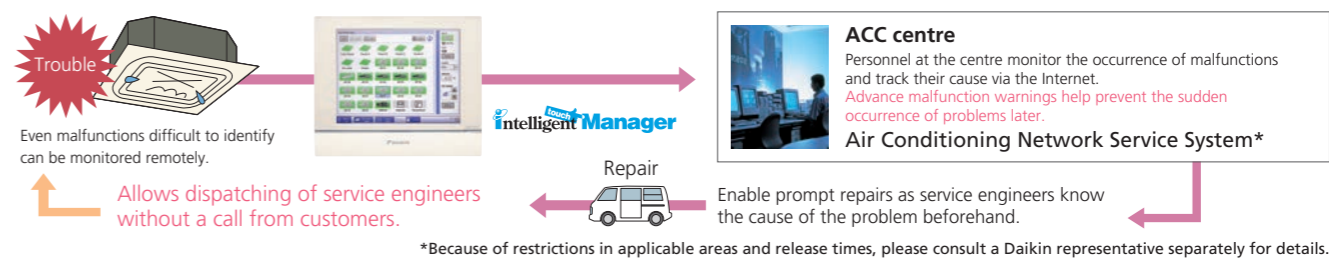 Trouble
Even malfunctions difficult to identify
can be monitored remotely.
intelligent touch Manager
ACC centre
Personnel at the centre monitor the occurrence of malfunctions
and track their cause via the Internet.
Advance malfunction warnings help prevent the sudden
occurrence of problems later.
Air Conditioning Network Service System*
Enable prompt repairs as service engineers know
the cause of the problem beforehand.
Repair
Allows dispatching of service engineers
without a call from customers.
*Because of restrictions in applicable areas and release times, please consult a Daikin representative separately for details.